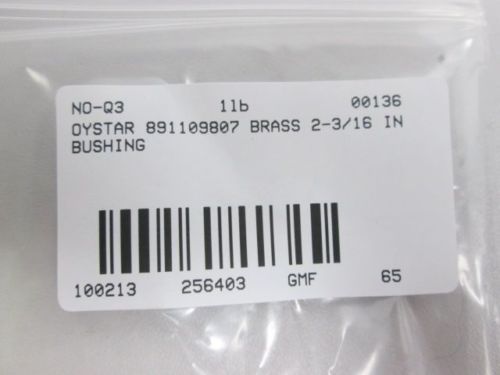 NO-Q3 1lb 00136
OYSTAR 891109807 BRASS 2-3/16 IN
BUSHING
100213 256403 GMF 65